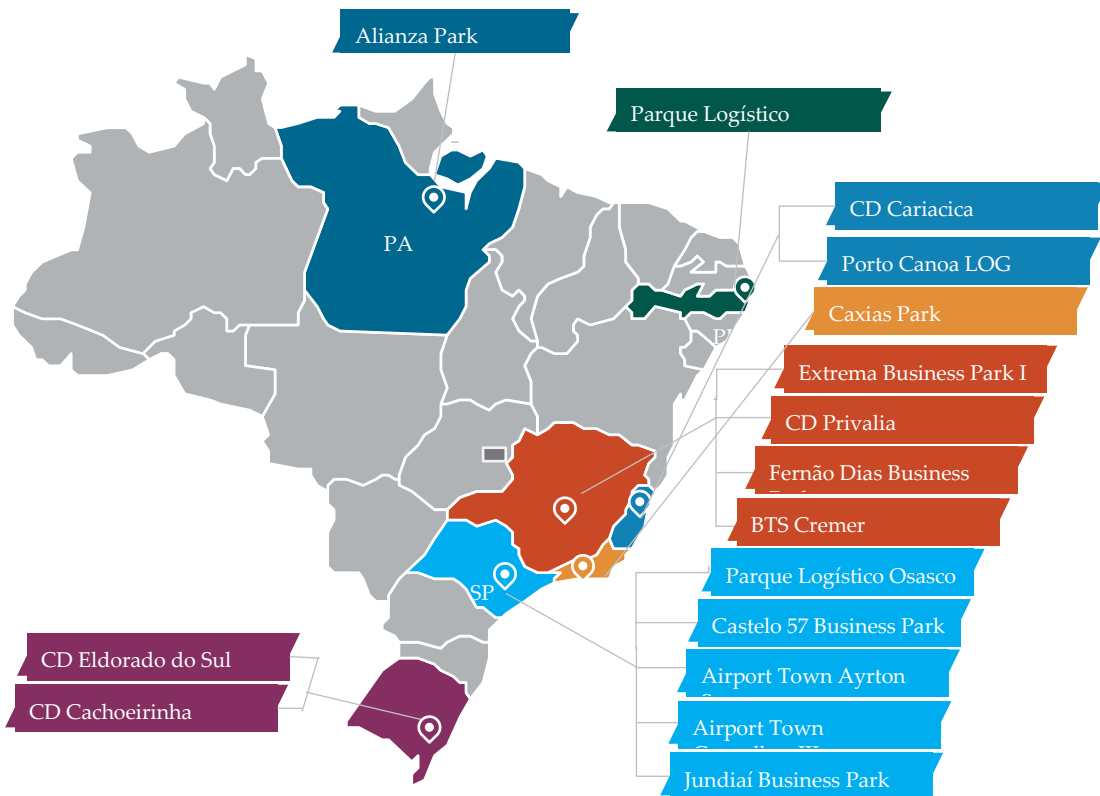 Alianza Park
Parque Logístico
PA
CD Cariacica
Porto Canoa LOG
Caxias Park
Extrema Business Park I
CD Privalia
Fernão Dias Business
BTS Cremer
SP
Parque Logístico Osasco
Castelo 57 Business Park
Airport Town Ayrton
Airport Town
Jundiaí Business Park
CD Eldorado do Sul
CD Cachoeirinha